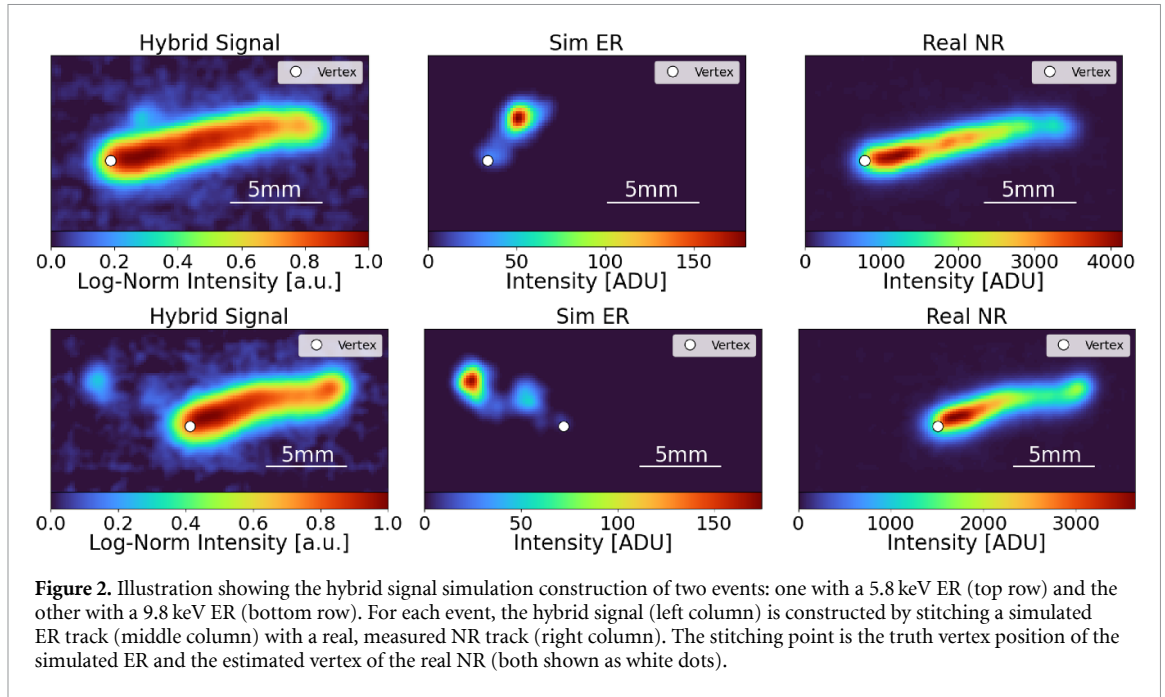 Hybrid Signal Sim ER Real NR
Vertex Vertex Vertex
5mm 5mm 5mm
0.0 0.2 0.4 0.6 0.8 1.0 0 50 100 150 0 1000 2000 3000 4000
Log-Norm Intensity [a.u.] Intensity [ADU] Intensity [ADU]
Hybrid Signal Sim ER Real NR
Vertex Vertex Vertex
5mm 5mm 5mm
0.0 0.2 0.4 0.6 0.8 1.0 0 50 100 150 0 1000 2000 3000
Log-Norm Intensity [a.u.] Intensity [ADU] Intensity [ADU]
Figure 2. Illustration showing the hybrid signal simulation construction of two events: one with a 5.8 keV ER (top row) and the
other with a 9.8 keV ER (bottom row). For each event, the hybrid signal (left column) is constructed by stitching a simulated
ER track (middle column) with a real, measured NR track (right column). The stitching point is the truth vertex position of the
simulated ER and the estimated vertex of the real NR (both shown as white dots).